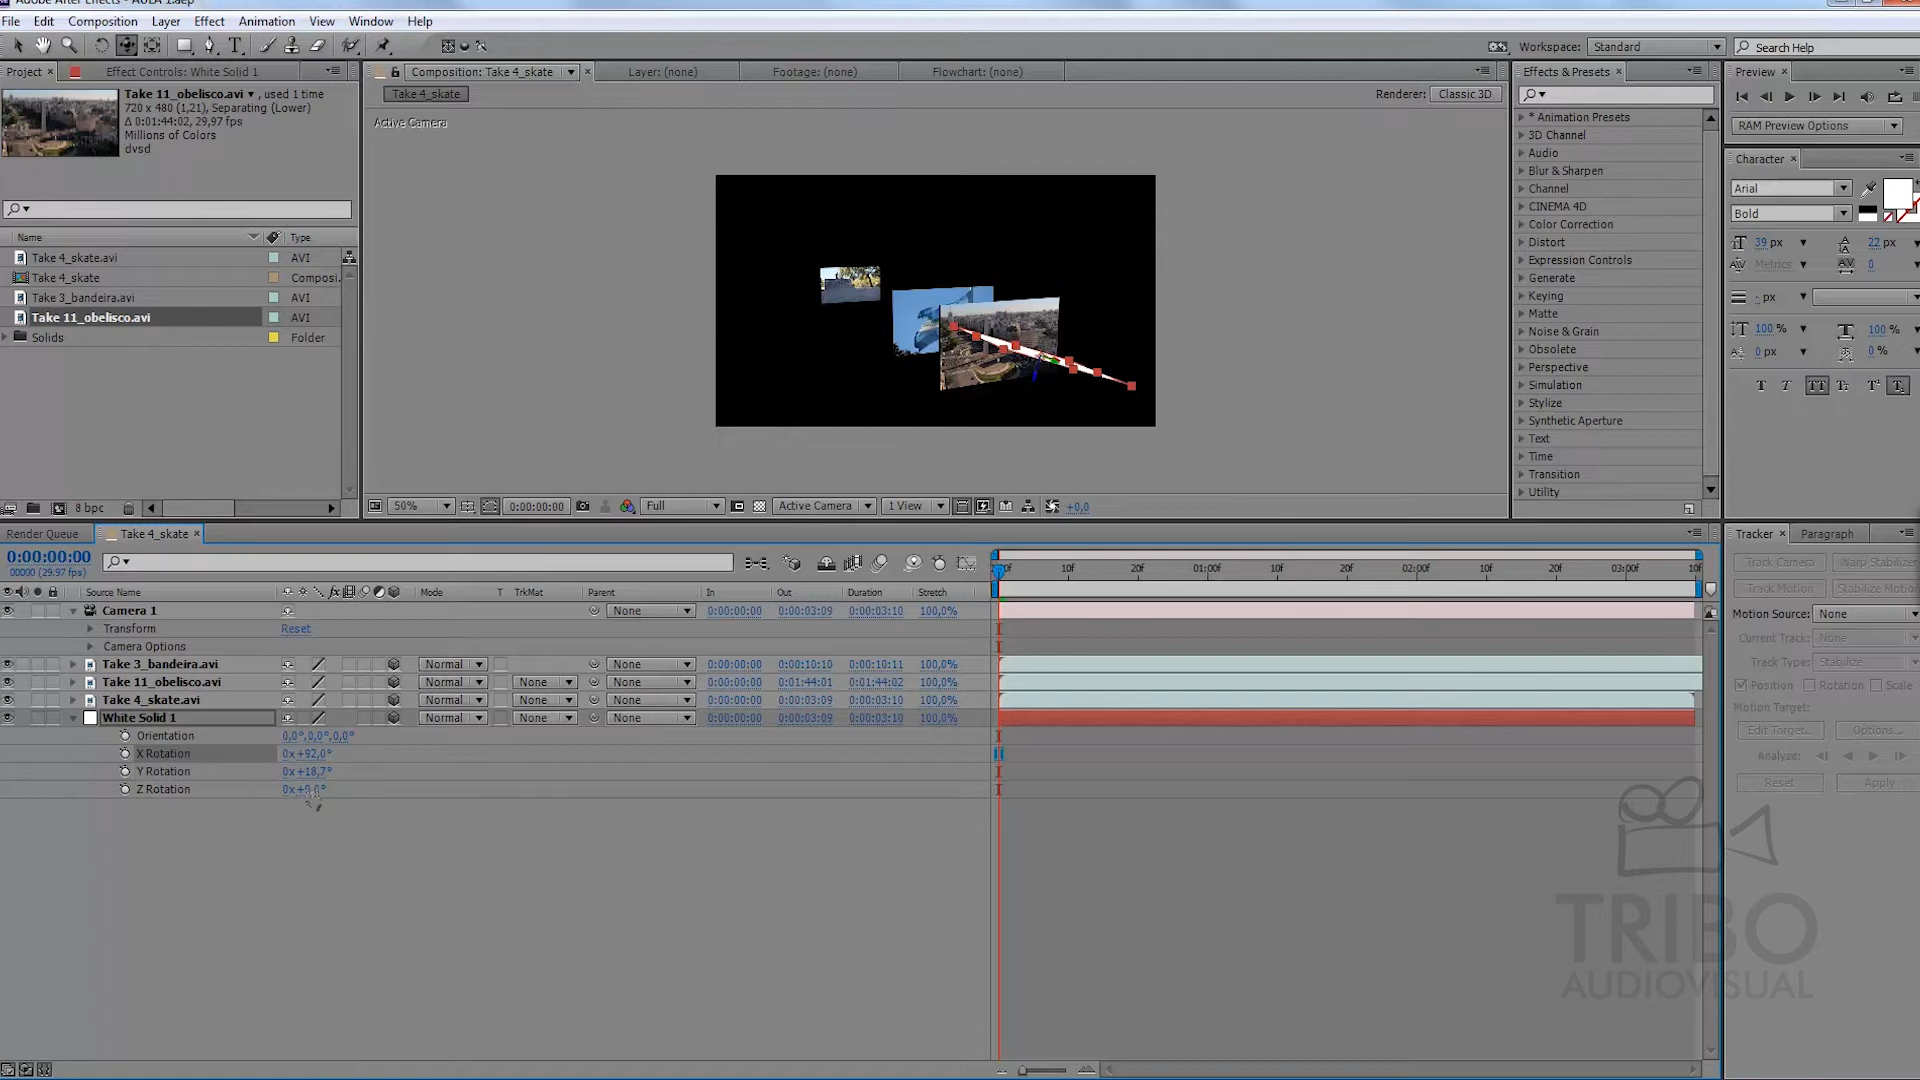 Adobe After Effects - AULA 1.aep
File Edit Composition Layer Effect Animation View Window Help
Workspace: Standard Search Help
Project Effect Controls: White Solid 1
Composition: Take 4_skate Layer: (none) Footage: (none) Flowchart: (none)
Effects & Presets Preview
Take 11_obelisco.avi , used 1 time
720 x 480 (1,21), Separating (Lower)
Δ 0:01:44:02, 29,97 fps
Millions of Colors
dvsd
Take 4_skate
Renderer: Classic 3D
Active Camera
Name Type
Take 4_skate.avi AVI
Take 4_skate Composi
Take 3_bandeira.avi AVI
Take 11_obelisco.avi AVI
Solids Folder
8 bpc
50% 0:00:00:00 Full Active Camera 1 View +0,0
* Animation Presets
3D Channel
Audio
Blur & Sharpen
Channel
CINEMA 4D
Color Correction
Distort
Expression Controls
Generate
Keying
Matte
Noise & Grain
Obsolete
Perspective
Simulation
Stylize
Synthetic Aperture
Text
Time
Transition
Utility
RAM Preview Options
Character
Arial
Bold
39 px 22 px
Metrics 0
- px
100 % 100 %
0 px 0 %
T T TT Tt T¹ T₁
Render Queue Take 4_skate
0:00:00:00
00000 (29.97 fps)
10f 20f 01:00f 10f 20f 02:00f 10f 20f 03:00f 10f
Source Name fx Mode T TrkMat Parent In Out Duration Stretch
Camera 1 None 0:00:00:00 0:00:03:09 0:00:03:10 100,0%
Transform Reset
Camera Options
Take 3_bandeira.avi Normal None 0:00:00:00 0:00:10:10 0:00:10:11 100,0%
Take 11_obelisco.avi Normal None None 0:00:00:00 0:01:44:01 0:01:44:02 100,0%
Take 4_skate.avi Normal None None 0:00:00:00 0:00:03:09 0:00:03:10 100,0%
White Solid 1 Normal None None 0:00:00:00 0:00:03:09 0:00:03:10 100,0%
Orientation 0,0°,0,0°,0,0°
X Rotation 0x+92,0°
Y Rotation 0x+18,7°
Z Rotation
Tracker Paragraph
Track Camera Warp Stabilizer
Track Motion Stabilize Motion
Motion Source: None
Current Track: None
Track Type: Stabilize
Position Rotation Scale
Motion Target:
Edit Target... Options...
Analyze:
Reset Apply
TRIBO
AUDIOVISUAL